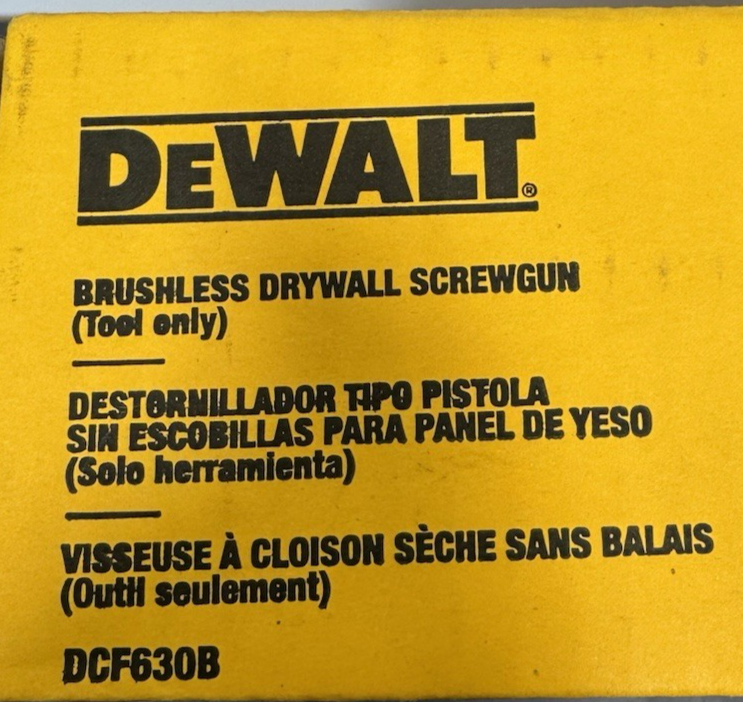 DEWALT®
BRUSHLESS DRYWALL SCREWGUN
(Tool only)
DESTORNILLADOR TIPO PISTOLA
SIN ESCOBILLAS PARA PANEL DE YESO
(Solo herramienta)
VISSEUSE À CLOISON SÈCHE SANS BALAIS
(Outil seulement)
DCF630B